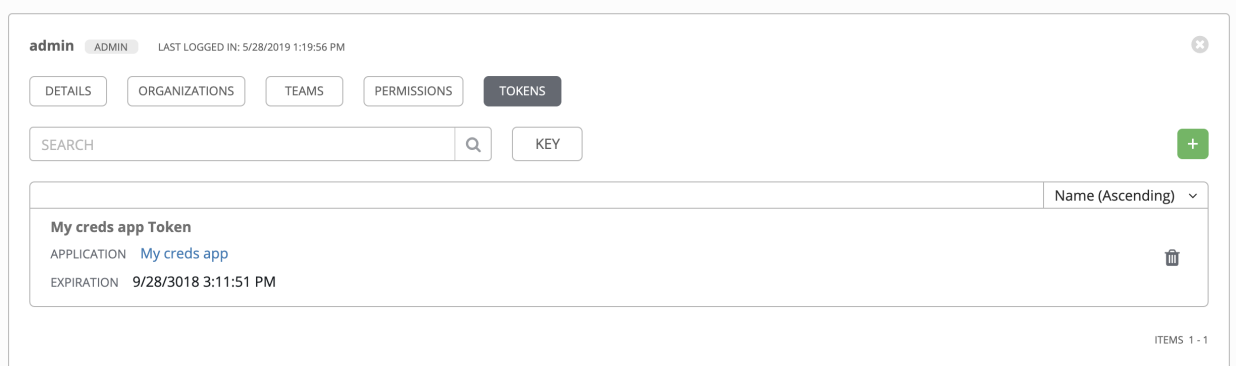 admin ADMIN LAST LOGGED IN: 5/28/2019 1:19:56 PM
DETAILS ORGANIZATIONS TEAMS PERMISSIONS TOKENS
SEARCH KEY +
Name (Ascending)
My creds app Token
APPLICATION My creds app
EXPIRATION 9/28/3018 3:11:51 PM
ITEMS 1 - 1